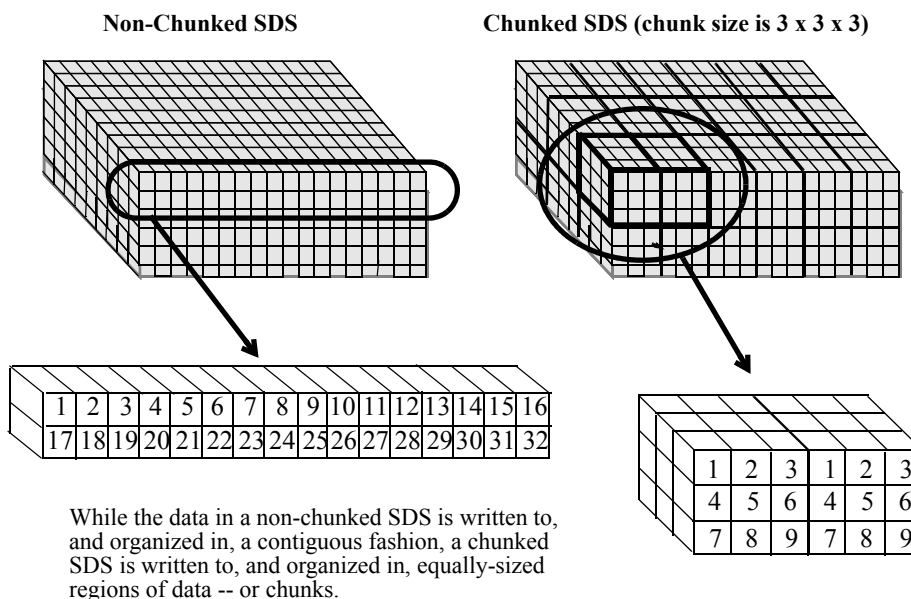 Non-Chunked SDS
Chunked SDS (chunk size is 3 x 3 x 3)
1 2 3 4 5 6 7 8 9 10 11 12 13 14 15 16
17 18 19 20 21 22 23 24 25 26 27 28 29 30 31 32
1 2 3 1 2 3
4 5 6 4 5 6
7 8 9 7 8 9
While the data in a non-chunked SDS is written to,
and organized in, a contiguous fashion, a chunked
SDS is written to, and organized in, equally-sized
regions of data -- or chunks.